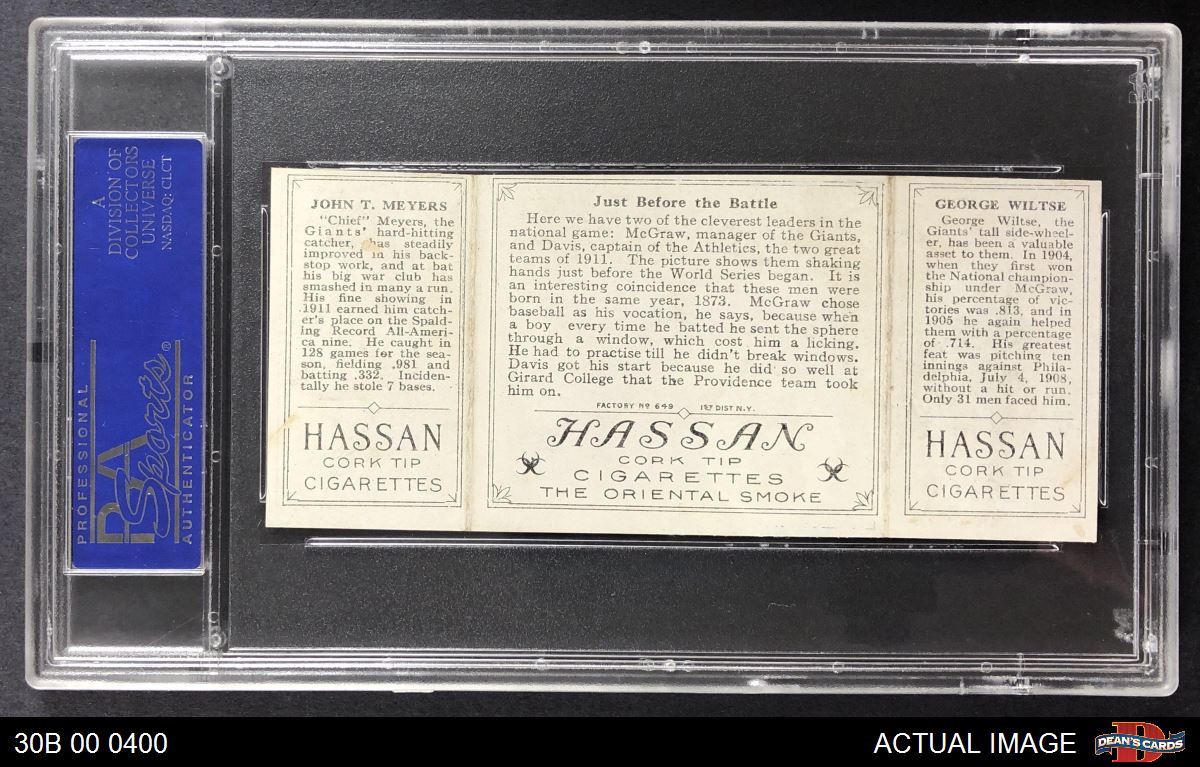 A
DIVISION OF
COLLECTORS
UNIVERSE
NASDAQ: CLCT
PROFESSIONAL
PSA
Sports®
AUTHENTICATOR
JOHN T. MEYERS
"Chief" Meyers, the
Giants' hard-hitting
catcher, has steadily
improved in his back-
stop work, and at bat
his big war club has
smashed in many a run.
His fine showing in
1911 earned him catch-
er's place on the Spald-
ing Record All-Ameri-
ca nine. He caught in
128 games for the sea-
son, fielding .981 and
batting .332. Inciden-
tally he stole 7 bases.
HASSAN
CORK TIP
CIGARETTES
Just Before the Battle
Here we have two of the cleverest leaders in the
national game: McGraw, manager of the Giants,
and Davis, captain of the Athletics, the two great
teams of 1911. The picture shows them shaking
hands just before the World Series began. It is
an interesting coincidence that these men were
born in the same year, 1873. McGraw chose
baseball as his vocation, he says, because when
a boy every time he batted he sent the sphere
through a window, which cost him a licking.
He had to practise till he didn't break windows.
Davis got his start because he did so well at
Girard College that the Providence team took
him on.
FACTORY Nº 649 1ST DIST N.Y.
HASSAN
CORK TIP
CIGARETTES
THE ORIENTAL SMOKE
GEORGE WILTSE
George Wiltse, the
Giants' tall side-wheel-
er, has been a valuable
asset to them. In 1904,
when they first won
the National champion-
ship under McGraw,
his percentage of vic-
tories was .813, and in
1905 he again helped
them with a percentage
of .714. His greatest
feat was pitching ten
innings against Phila-
delphia, July 4, 1908,
without a hit or run.
Only 31 men faced him.
HASSAN
CORK TIP
CIGARETTES
30B 00 0400
ACTUAL IMAGE
D
DEAN'S CARDS